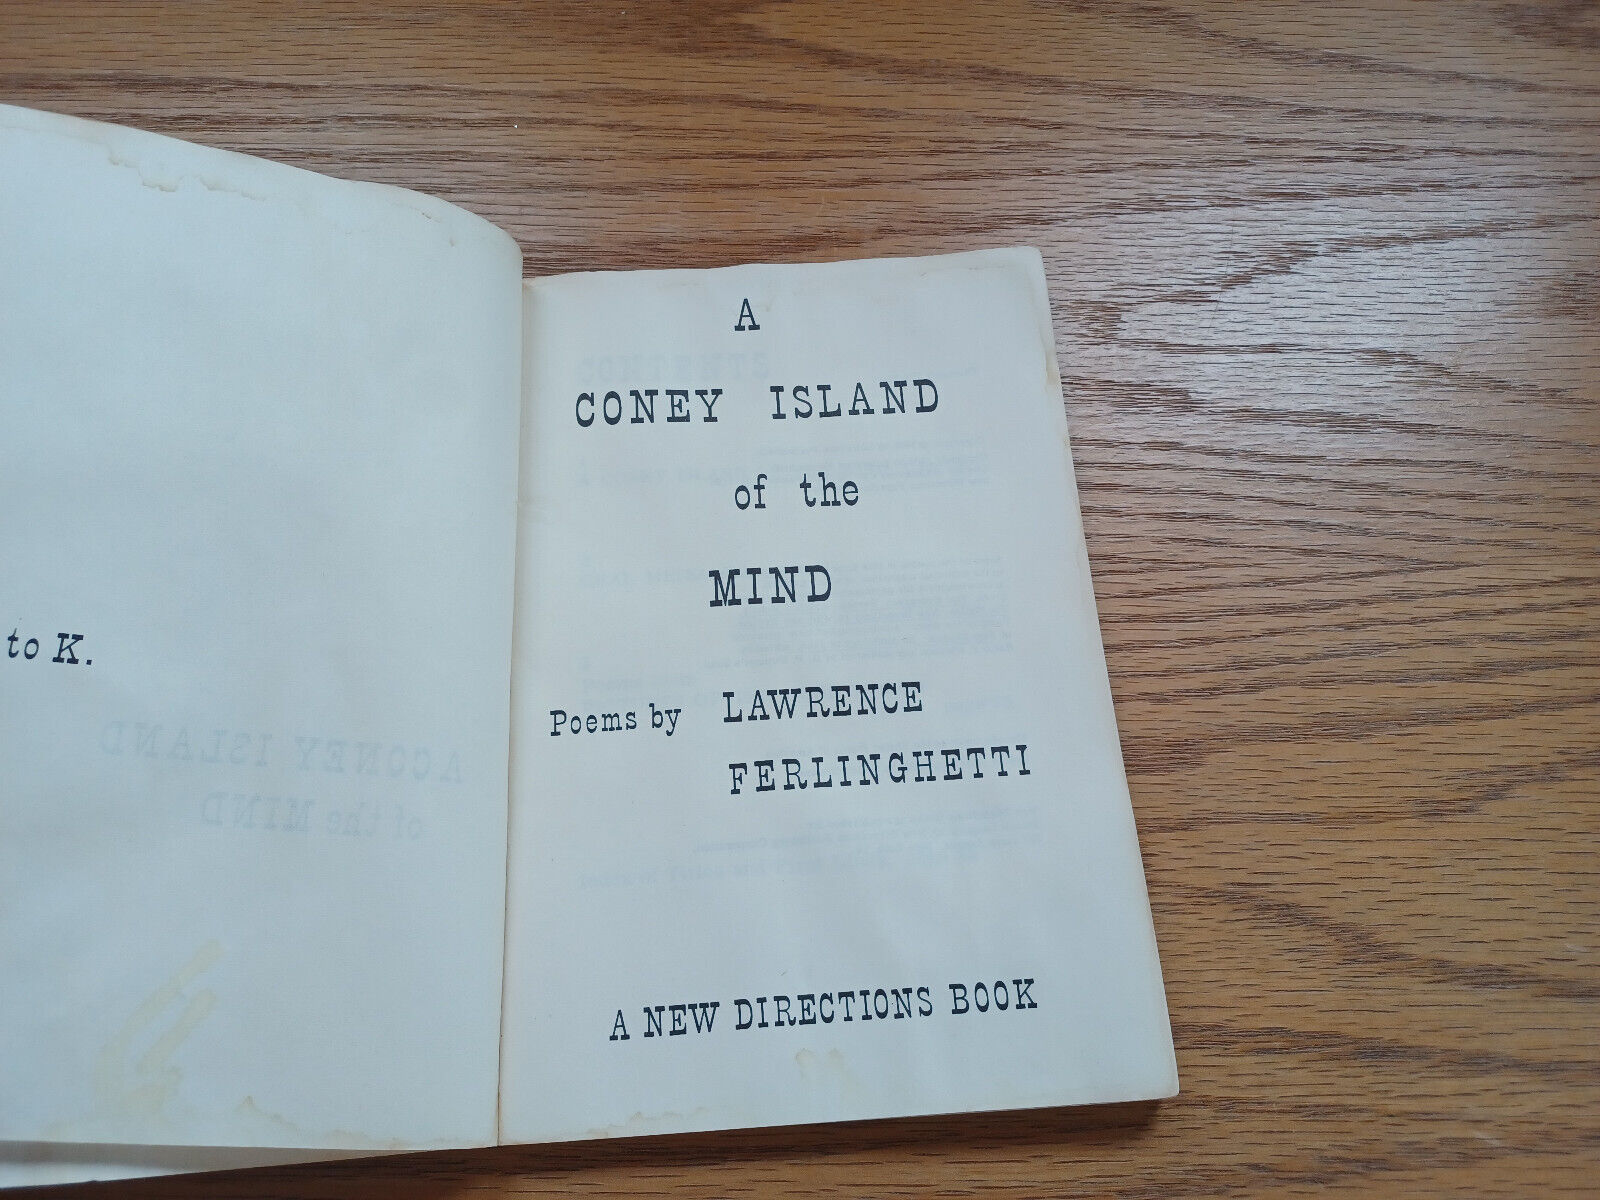 to K.
A
CONEY ISLAND
of the
MIND
Poems by LAWRENCE
FERLINGHETTI
A NEW DIRECTIONS BOOK